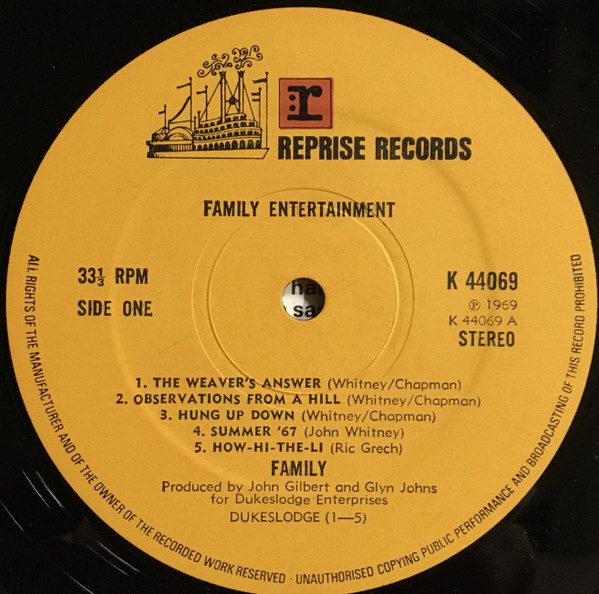 r
REPRISE RECORDS
FAMILY ENTERTAINMENT
33⅓ RPM
SIDE ONE
K 44069
℗ 1969
K 44069 A
STEREO
ha
sa
1. THE WEAVER'S ANSWER (Whitney/Chapman)
2. OBSERVATIONS FROM A HILL (Whitney/Chapman)
3. HUNG UP DOWN (Whitney/Chapman)
4. SUMMER '67 (John Whitney)
5. HOW-HI-THE-LI (Ric Grech)
FAMILY
Produced by John Gilbert and Glyn Johns
for Dukeslodge Enterprises
DUKESLODGE (1—5)
ALL RIGHTS OF THE MANUFACTURER AND OF THE OWNER OF THE RECORDED WORK RESERVED · UNAUTHORISED COPYING PUBLIC PERFORMANCE AND BROADCASTING OF THIS RECORD PROHIBITED